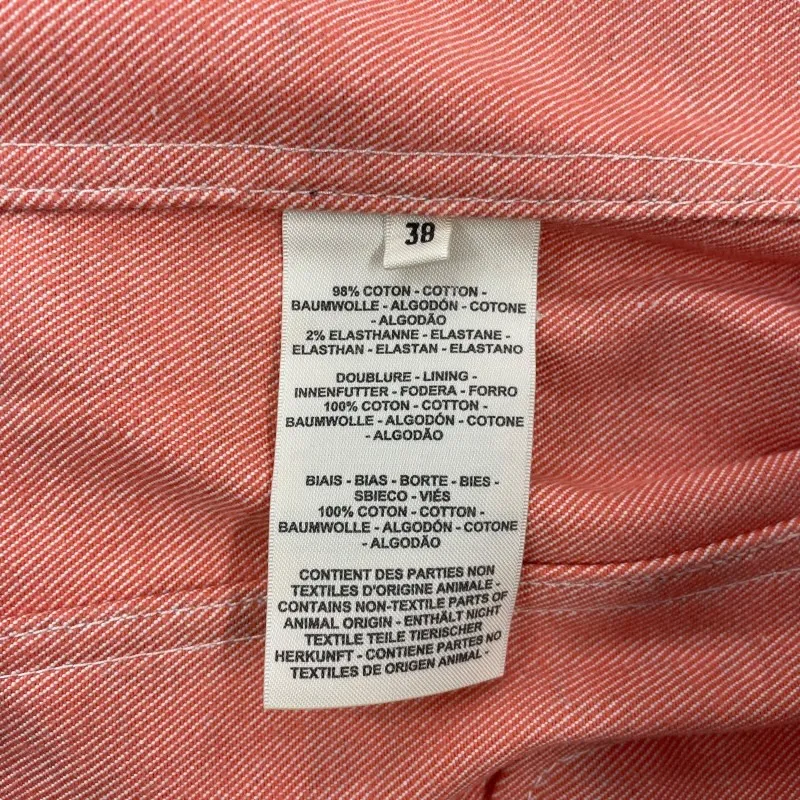 38
98% COTON - COTTON -
BAUMWOLLE - ALGODÓN - COTONE
- ALGODÃO
2% ELASTHANNE - ELASTANE -
ELASTHAN - ELASTAN - ELASTANO
DOUBLURE - LINING -
INNENFUTTER - FODERA - FORRO
100% COTON - COTTON -
BAUMWOLLE - ALGODÓN - COTONE
- ALGODÃO
BIAIS - BIAS - BORTE - BIES -
SBIECO - VIÉS
100% COTON - COTTON -
BAUMWOLLE - ALGODÓN - COTONE
- ALGODÃO
CONTIENT DES PARTIES NON
TEXTILES D'ORIGINE ANIMALE -
CONTAINS NON-TEXTILE PARTS OF
ANIMAL ORIGIN - ENTHÄLT NICHT
TEXTILE TEILE TIERISCHER
HERKUNFT - CONTIENE PARTES NO
TEXTILES DE ORIGEN ANIMAL -